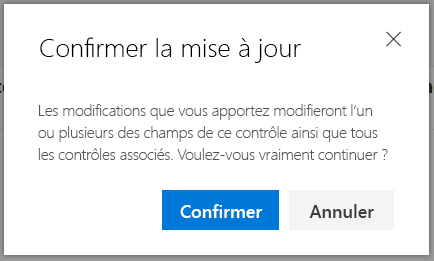 Confirmer la mise à jour
Les modifications que vous apportez modifieront l’un
ou plusieurs des champs de ce contrôle ainsi que tous
les contrôles associés. Voulez-vous vraiment continuer ?
Confirmer
Annuler